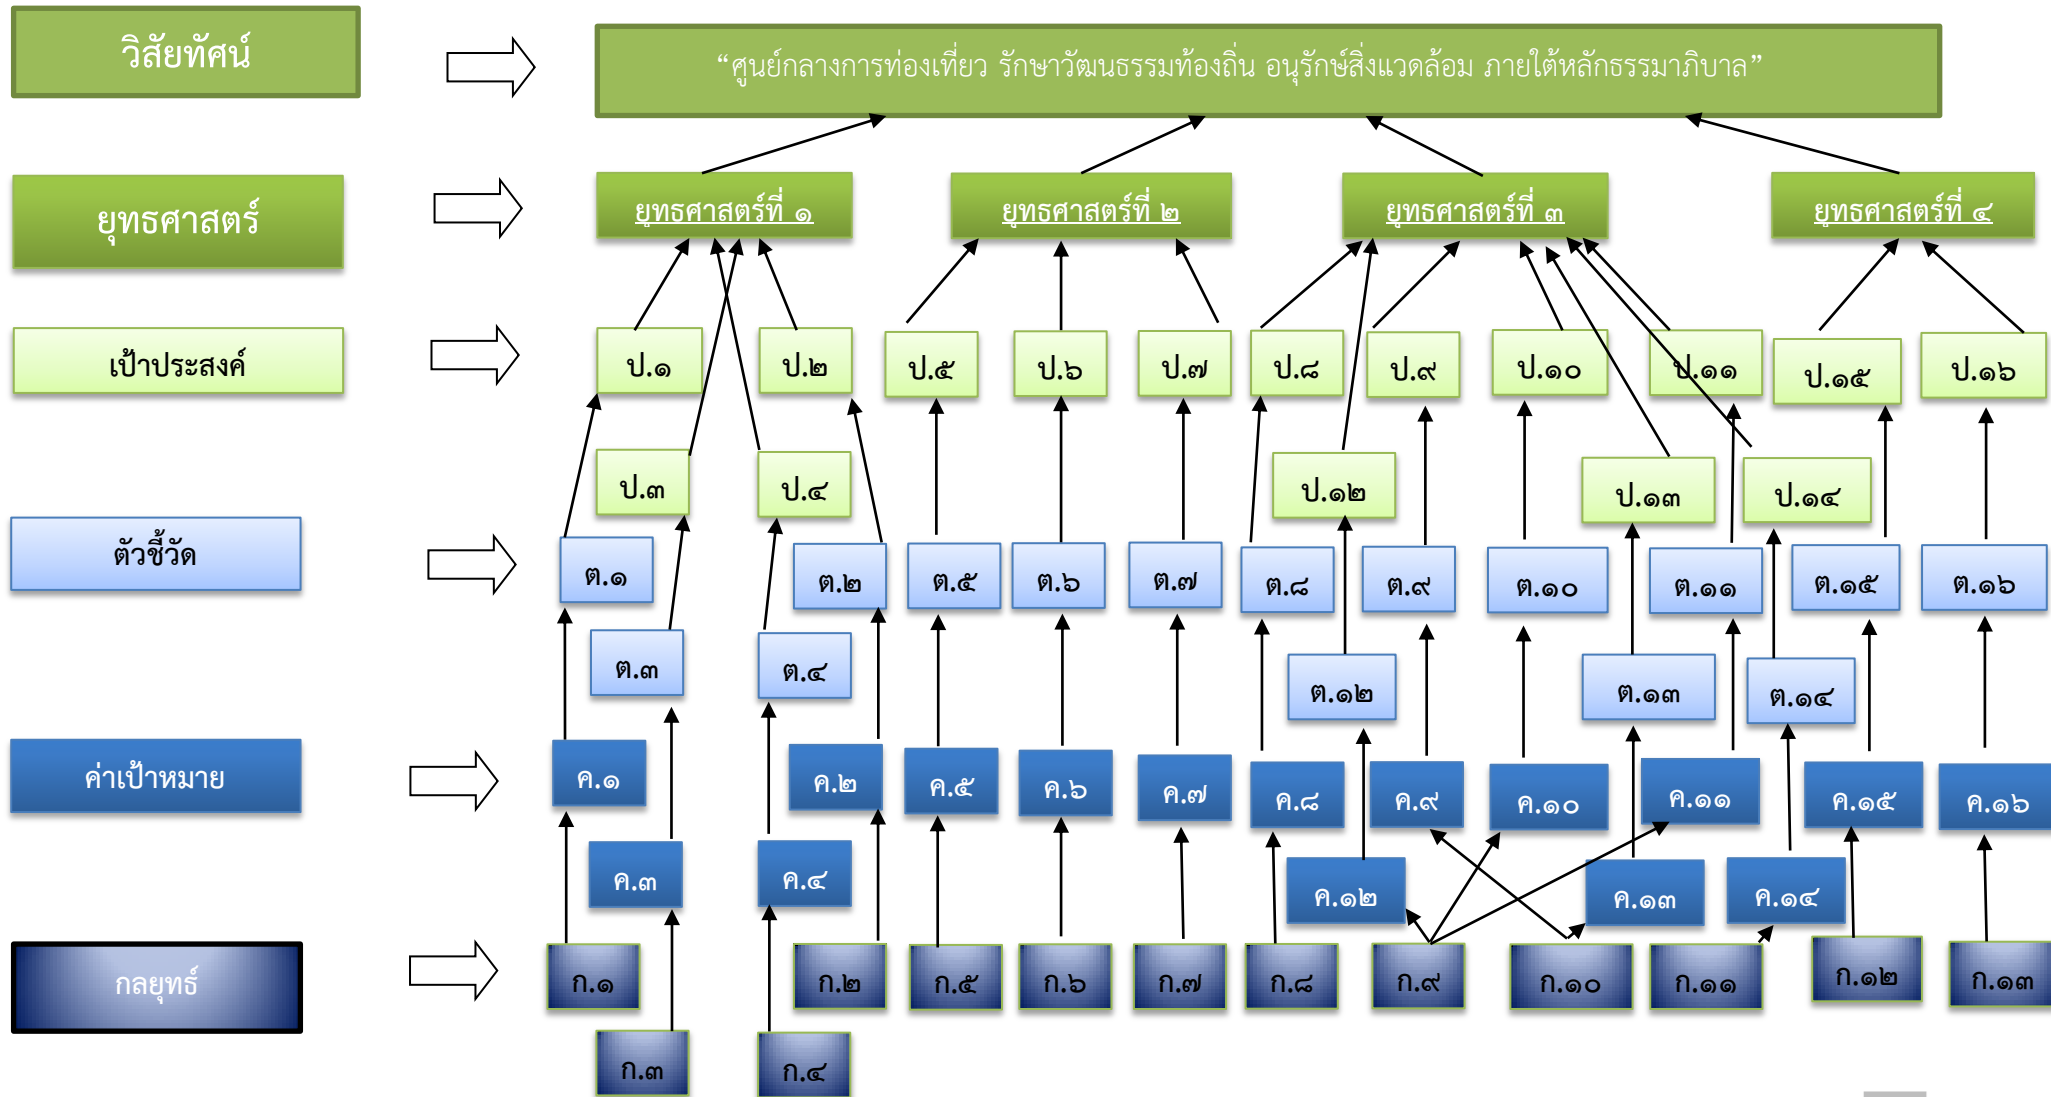 วิสัยทัศน์
“ศูนย์กลางการท่องเที่ยว รักษาวัฒนธรรมท้องถิ่น อนุรักษ์สิ่งแวดล้อม ภายใต้หลักธรรมาภิบาล”
ยุทธศาสตร์
ยุทธศาสตร์ที่ ๑
ยุทธศาสตร์ที่ ๒
ยุทธศาสตร์ที่ ๓
ยุทธศาสตร์ที่ ๔
เป้าประสงค์
ป.๑
ป.๒
ป.๕
ป.๖
ป.๗
ป.๘
ป.๙
ป.๑๐
ป.๑๑
ป.๑๕
ป.๑๖
ป.๓
ป.๔
ป.๑๒
ป.๑๓
ป.๑๔
ตัวชี้วัด
ต.๑
ต.๒
ต.๕
ต.๖
ต.๗
ต.๘
ต.๙
ต.๑๐
ต.๑๑
ต.๑๕
ต.๑๖
ต.๓
ต.๔
ต.๑๒
ต.๑๓
ต.๑๔
ค่าเป้าหมาย
ค.๑
ค.๒
ค.๕
ค.๖
ค.๗
ค.๘
ค.๙
ค.๑๐
ค.๑๑
ค.๑๕
ค.๑๖
ค.๓
ค.๔
ค.๑๒
ค.๑๓
ค.๑๔
กลยุทธ์
ก.๑
ก.๒
ก.๕
ก.๖
ก.๗
ก.๘
ก.๙
ก.๑๐
ก.๑๑
ก.๑๒
ก.๑๓
ก.๓
ก.๔